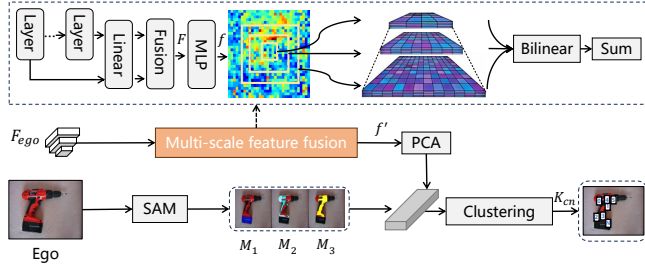 Layer
Layer
Linear
Fusion
F
MLP
f
Bilinear
Sum
F_ego
Multi-scale feature fusion
f'
PCA
SAM
M_1
M_2
M_3
Clustering
K_cn
Ego